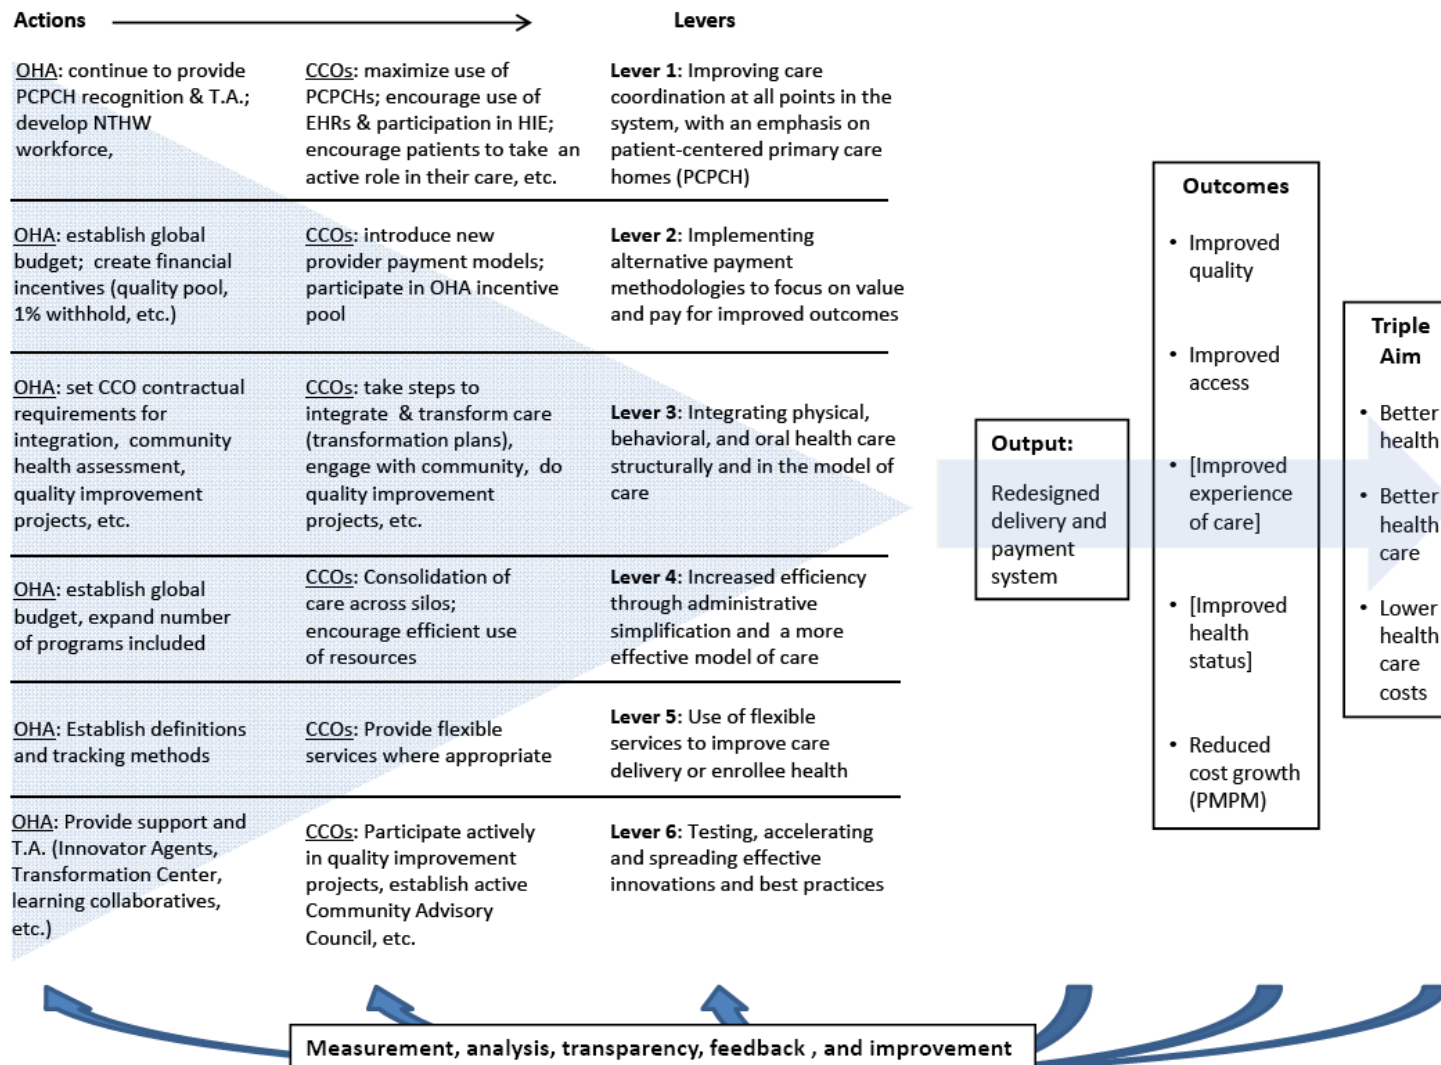 Actions
Levers
OHA: continue to provide
PCPCH recognition & T.A.;
develop NTHW
workforce,
CCOs: maximize use of
PCPCHs; encourage use of
EHRs & participation in HIE;
encourage patients to take an
active role in their care, etc.
Lever 1: Improving care
coordination at all points in the
system, with an emphasis on
patient-centered primary care
homes (PCPCH)
OHA: establish global
budget; create financial
incentives (quality pool,
1% withhold, etc.)
CCOs: introduce new
provider payment models;
participate in OHA incentive
pool
Lever 2: Implementing
alternative payment
methodologies to focus on value
and pay for improved outcomes
OHA: set CCO contractual
requirements for
integration, community
health assessment,
quality improvement
projects, etc.
CCOs: take steps to
integrate & transform care
(transformation plans),
engage with community, do
quality improvement
projects, etc.
Lever 3: Integrating physical,
behavioral, and oral health care
structurally and in the model of
care
OHA: establish global
budget, expand number
of programs included
CCOs: Consolidation of
care across silos;
encourage efficient use
of resources
Lever 4: Increased efficiency
through administrative
simplification and a more
effective model of care
OHA: Establish definitions
and tracking methods
CCOs: Provide flexible
services where appropriate
Lever 5: Use of flexible
services to improve care
delivery or enrollee health
OHA: Provide support and
T.A. (Innovator Agents,
Transformation Center,
learning collaboratives,
etc.)
CCOs: Participate actively
in quality improvement
projects, establish active
Community Advisory
Council, etc.
Lever 6: Testing, accelerating
and spreading effective
innovations and best practices
Output:
Redesigned
delivery and
payment
system
Outcomes
• Improved
quality
• Improved
access
• [Improved
experience
of care]
• [Improved
health
status]
• Reduced
cost growth
(PMPM)
Triple
Aim
• Better
health
• Better
health
care
• Lower
health
care
costs
Measurement, analysis, transparency, feedback , and improvement